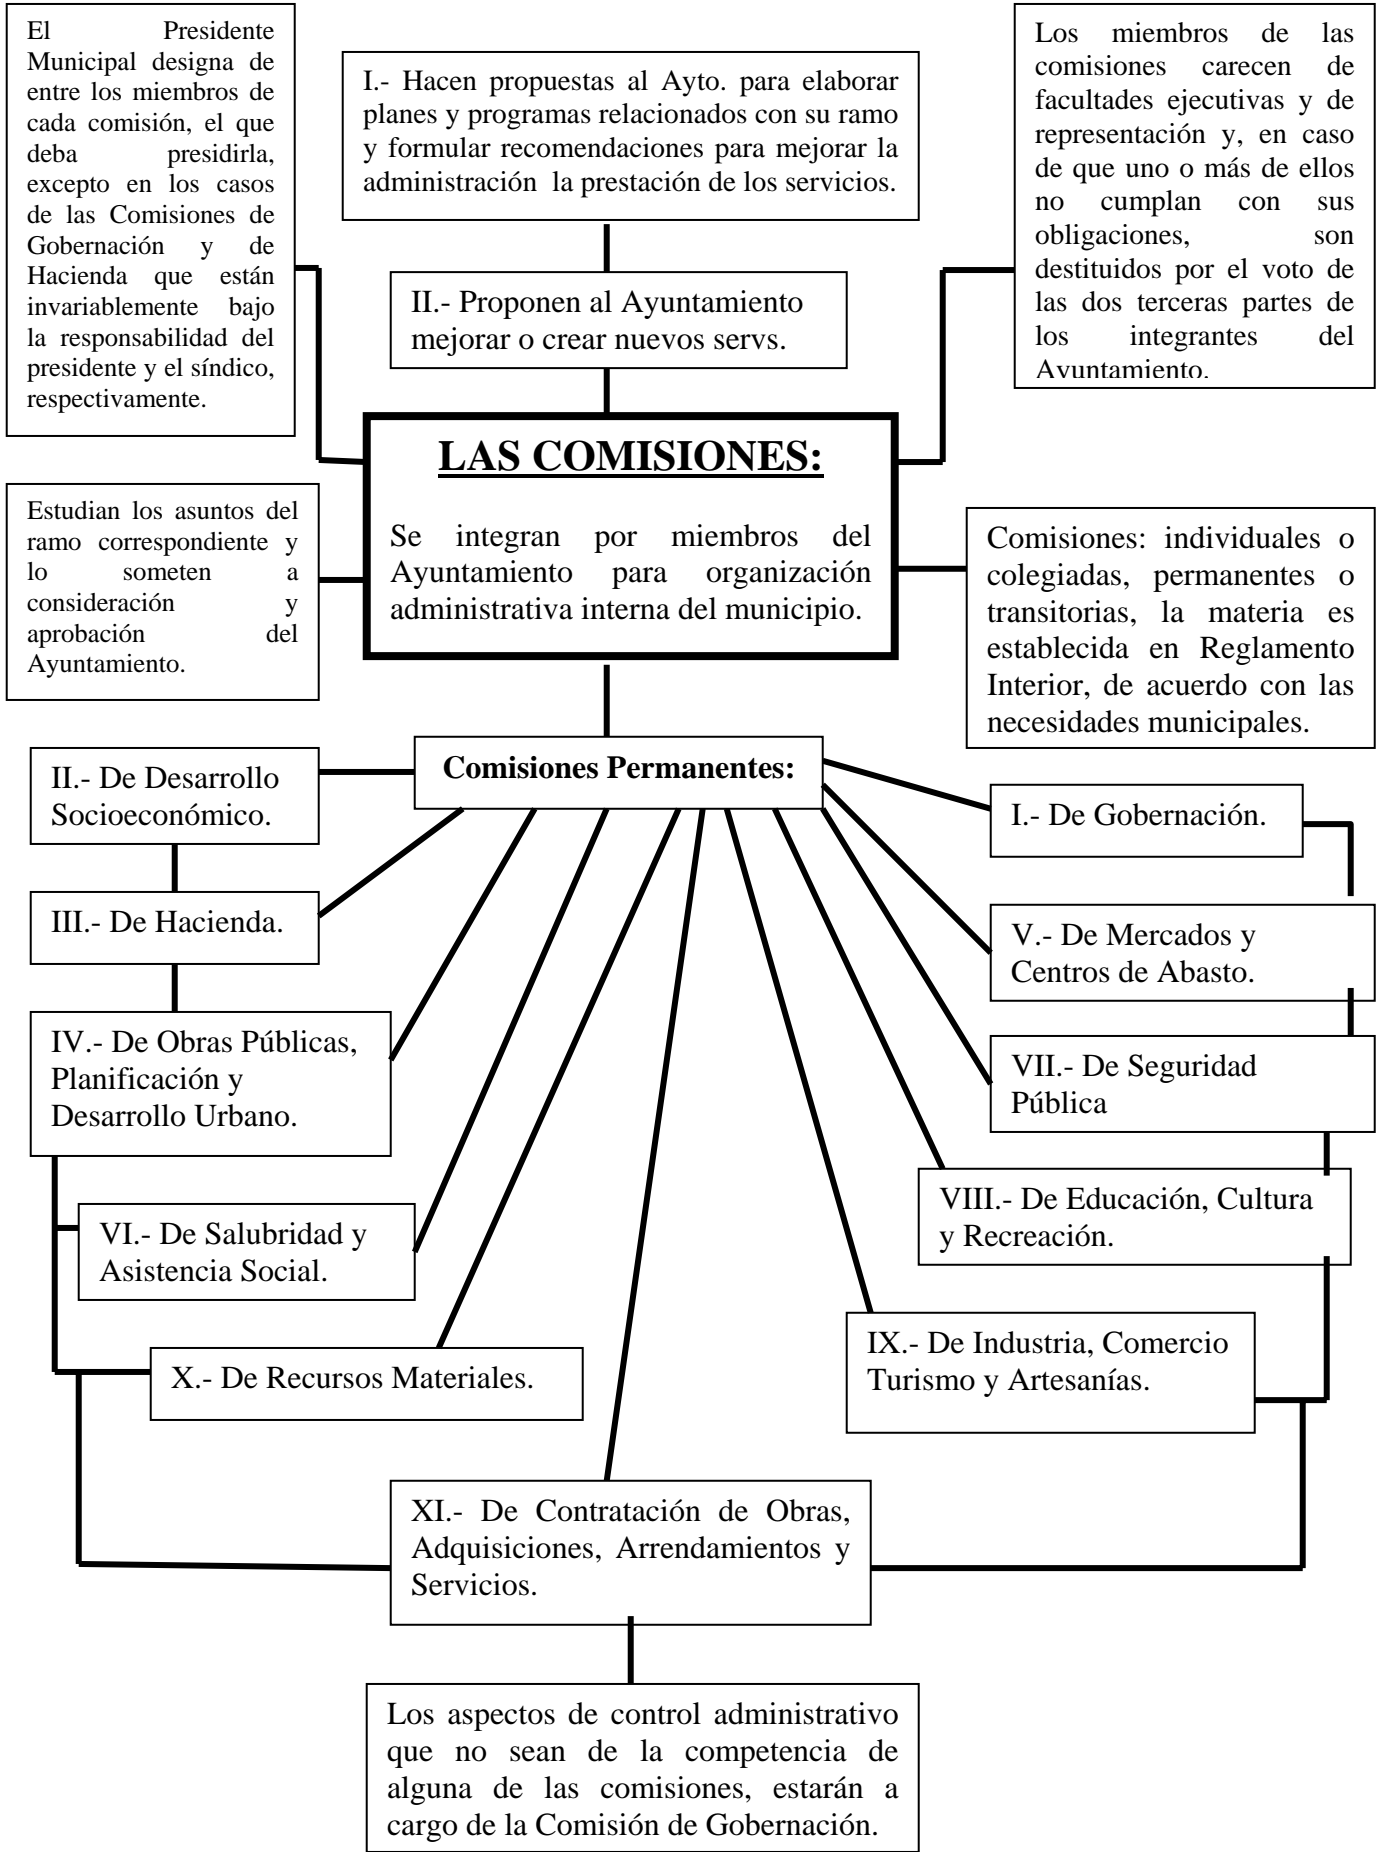 El Presidente
Municipal designa de
entre los miembros de
cada comisión, el que
deba presidirla,
excepto en los casos
de las Comisiones de
Gobernación y de
Hacienda que están
invariablemente bajo
la responsabilidad del
presidente y el síndico,
respectivamente.
I.- Hacen propuestas al Ayto. para elaborar
planes y programas relacionados con su ramo
y formular recomendaciones para mejorar la
administración la prestación de los servicios.
Los miembros de las
comisiones carecen de
facultades ejecutivas y de
representación y, en caso
de que uno o más de ellos
no cumplan con sus
obligaciones, son
destituidos por el voto de
las dos terceras partes de
los integrantes del
Ayuntamiento.
II.- Proponen al Ayuntamiento
mejorar o crear nuevos servs.
LAS COMISIONES:
Se integran por miembros del
Ayuntamiento para organización
administrativa interna del municipio.
Estudian los asuntos del
ramo correspondiente y
lo someten a
consideración y
aprobación del
Ayuntamiento.
Comisiones: individuales o
colegiadas, permanentes o
transitorias, la materia es
establecida en Reglamento
Interior, de acuerdo con las
necesidades municipales.
Comisiones Permanentes:
II.- De Desarrollo
Socioeconómico.
I.- De Gobernación.
III.- De Hacienda.
V.- De Mercados y
Centros de Abasto.
IV.- De Obras Públicas,
Planificación y
Desarrollo Urbano.
VII.- De Seguridad
Pública
VI.- De Salubridad y
Asistencia Social.
VIII.- De Educación, Cultura
y Recreación.
X.- De Recursos Materiales.
IX.- De Industria, Comercio
Turismo y Artesanías.
XI.- De Contratación de Obras,
Adquisiciones, Arrendamientos y
Servicios.
Los aspectos de control administrativo
que no sean de la competencia de
alguna de las comisiones, estarán a
cargo de la Comisión de Gobernación.